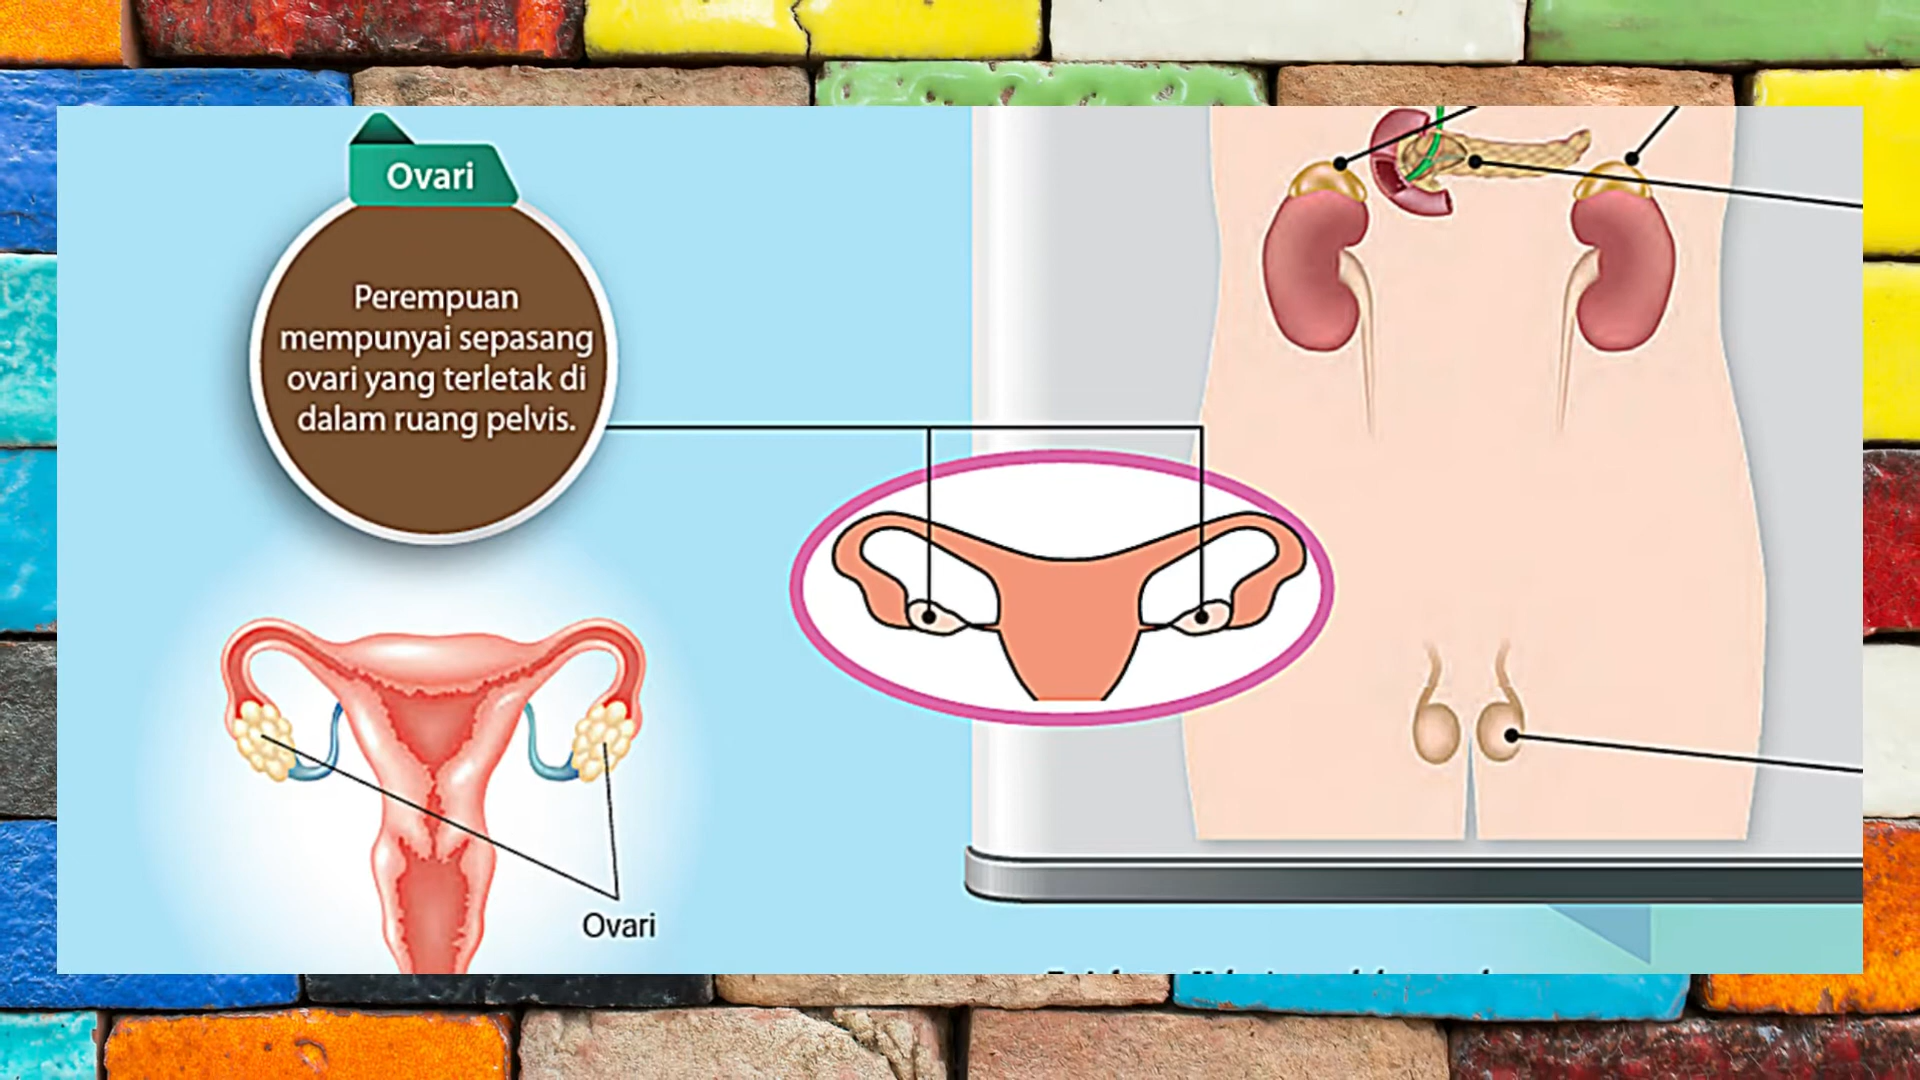 Ovari
Perempuan
mempunyai sepasang
ovari yang terletak di
dalam ruang pelvis.
Ovari